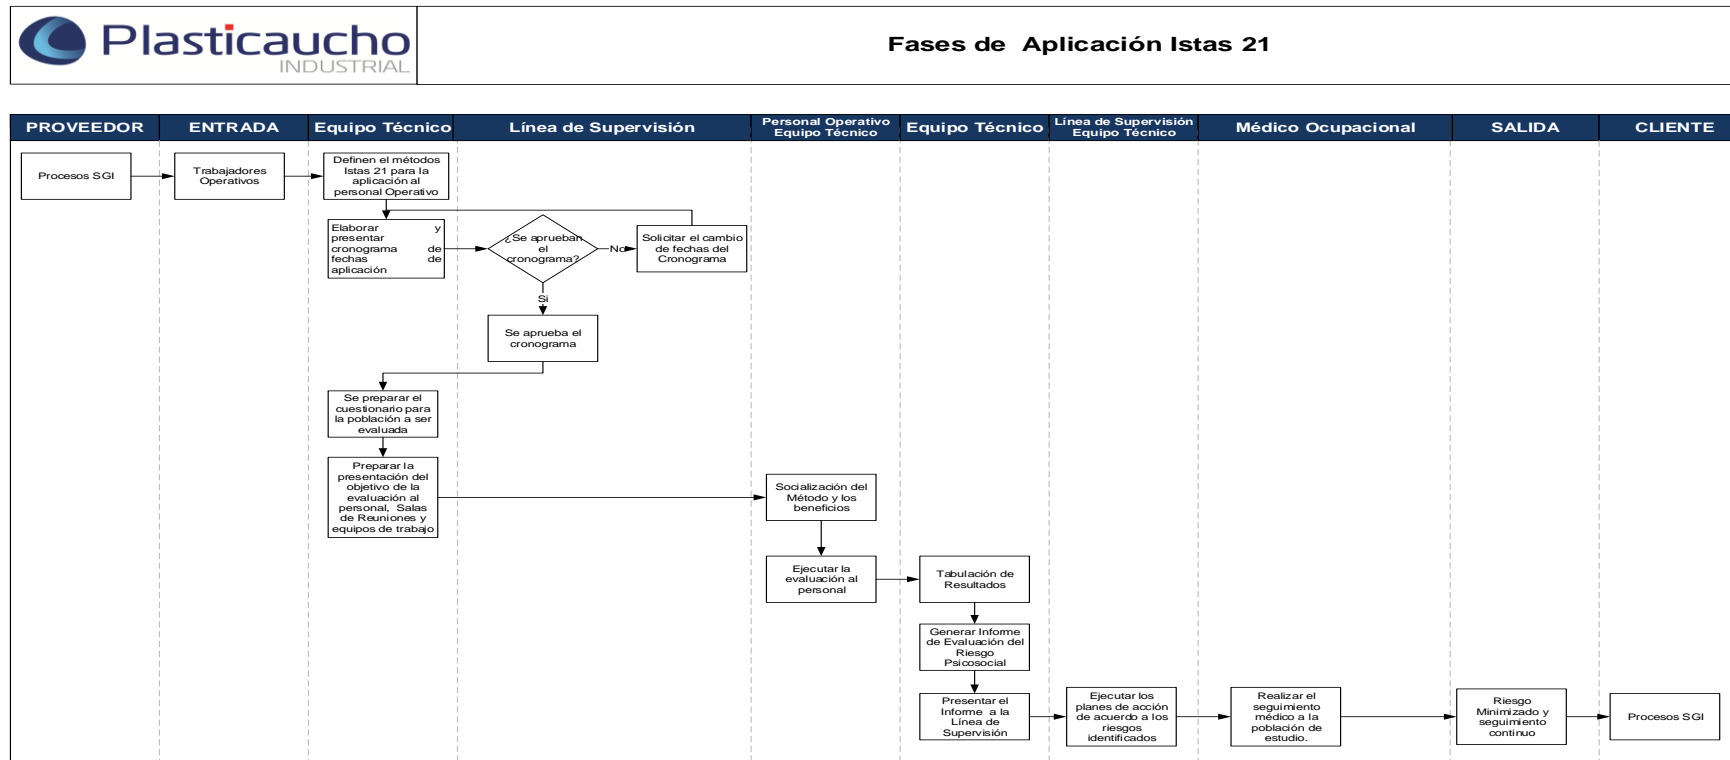 Plasticaucho
INDUSTRIAL
Fases de Aplicación Istas 21
PROVEEDOR
ENTRADA
Equipo Técnico
Línea de Supervisión
Personal Operativo
Equipo Técnico
Equipo Técnico
Línea de Supervisión
Equipo Técnico
Médico Ocupacional
SALIDA
CLIENTE
Procesos SGI
Trabajadores
Operativos
Definen el métodos
Istas 21 para la
aplicación al
personal Operativo
Elaborar y
presentar
cronograma de
fechas de
aplicación
¿Se aprueban
el
cronograma?
No
Solicitar el cambio
de fechas del
Cronograma
Si
Se aprueba el
cronograma
Se preparar el
cuestionario para
la población a ser
evaluada
Preparar la
presentación del
objetivo de la
evaluación al
personal, Salas
de Reuniones y
equipos de trabajo
Socialización del
Método y los
beneficios
Ejecutar la
evaluación al
personal
Tabulación de
Resultados
Generar Informe
de Evaluación del
Riesgo
Psicosocial
Presentar el
Informe a la
Línea de
Supervisión
Ejecutar los
planes de acción
de acuerdo a los
riesgos
identificados
Realizar el
seguimiento
médico a la
población de
estudio.
Riesgo
Minimizado y
seguimiento
continuo
Procesos SGI